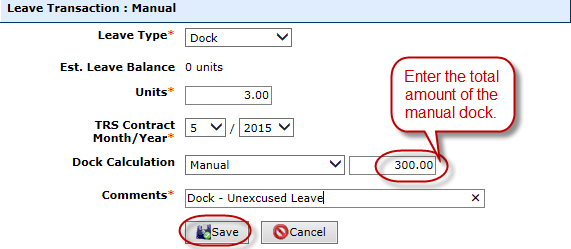 Leave Transaction : Manual
Leave Type* Dock
Est. Leave Balance 0 units
Units* 3.00
Enter the total
amount of the
manual dock.
TRS Contract
Month/Year* 5 / 2015
Dock Calculation Manual 300.00
Comments* Dock - Unexcused Leave ×
Save Cancel